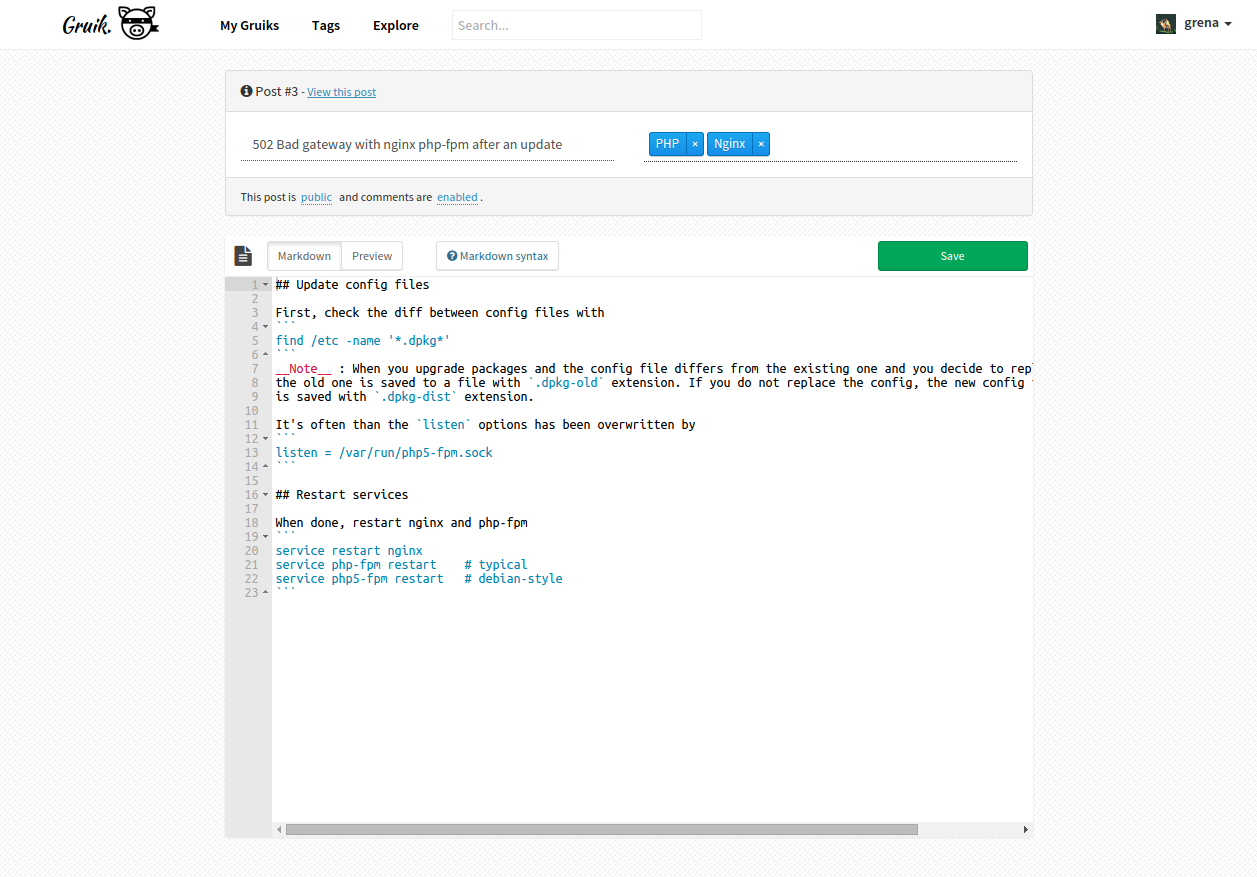 Gruik.
My Gruiks
Tags
Explore
Search...
grena
Post #3 - View this post
502 Bad gateway with nginx php-fpm after an update
PHP ×
Nginx ×
This post is public and comments are enabled .
Markdown
Preview
Markdown syntax
Save
1 ## Update config files
2
3 First, check the diff between config files with
4 ```
5 find /etc -name '*.dpkg*'
6 ```
7 __Note__ : When you upgrade packages and the config file differs from the existing one and you decide to repl
8 the old one is saved to a file with `.dpkg-old` extension. If you do not replace the config, the new config
9 is saved with `.dpkg-dist` extension.
10
11 It's often than the `listen` options has been overwritten by
12 ```
13 listen = /var/run/php5-fpm.sock
14 ```
15
16 ## Restart services
17
18 When done, restart nginx and php-fpm
19 ```
20 service restart nginx
21 service php-fpm restart    # typical
22 service php5-fpm restart   # debian-style
23 ```